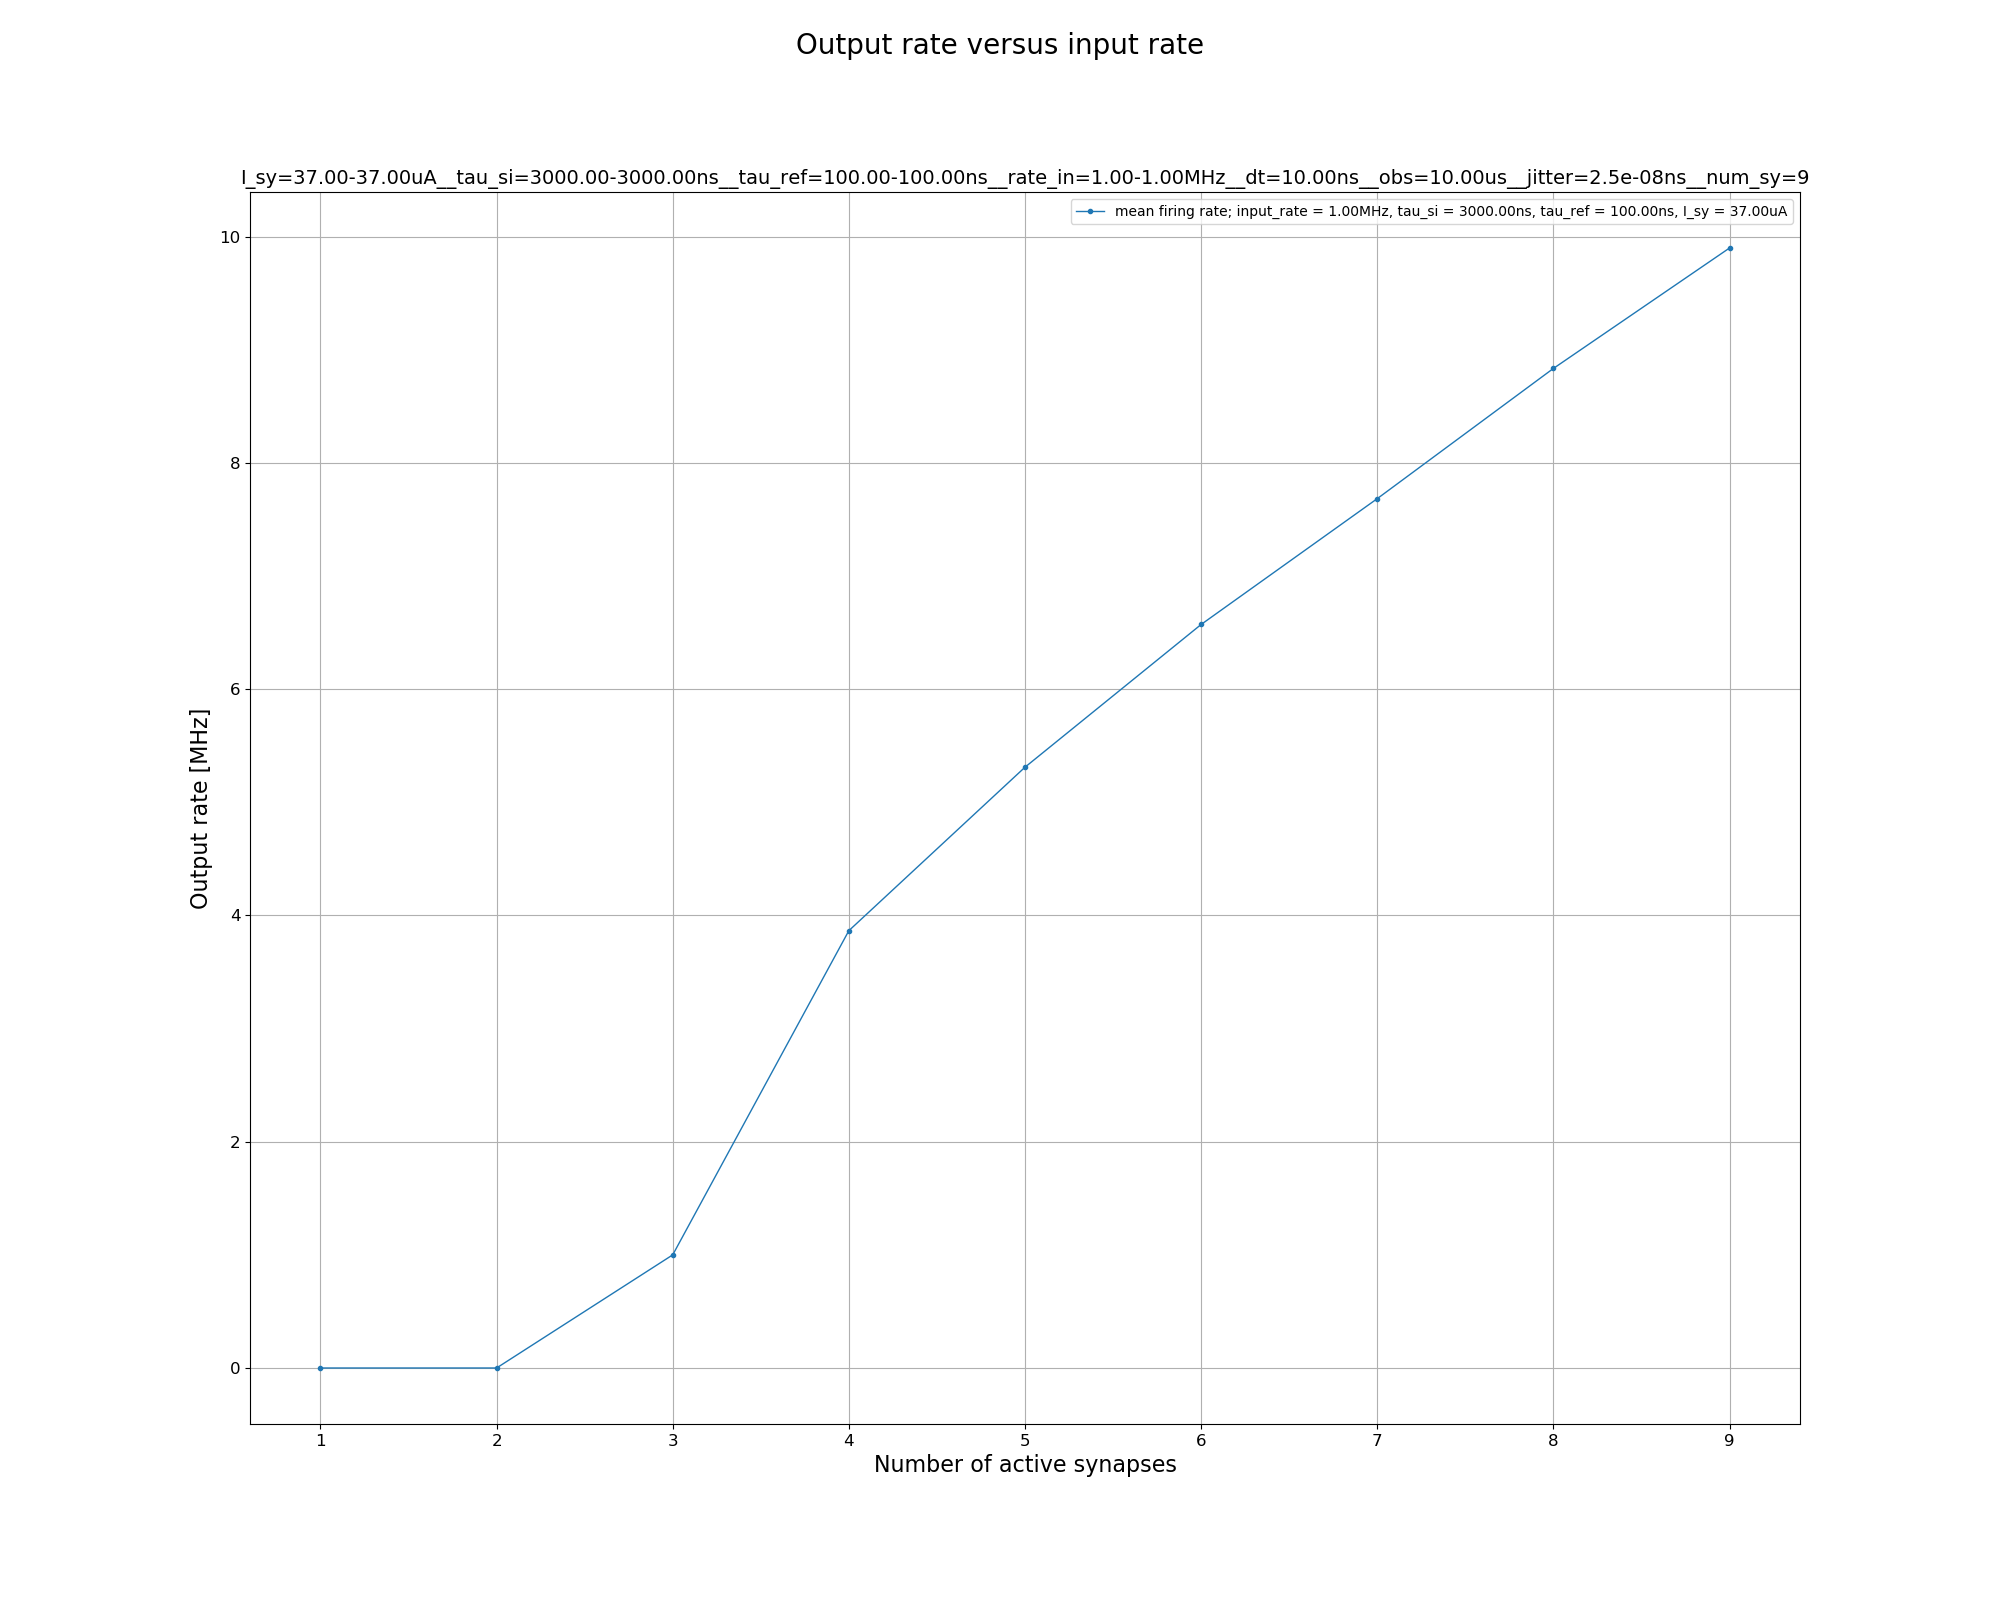 Output rate versus input rate
I_sy=37.00-37.00uA__tau_si=3000.00-3000.00ns__tau_ref=100.00-100.00ns__rate_in=1.00-1.00MHz__dt=10.00ns__obs=10.00us__jitter=2.5e-08ns__num_sy=9
mean firing rate; input_rate = 1.00MHz, tau_si = 3000.00ns, tau_ref = 100.00ns, I_sy = 37.00uA
10
8
6
4
2
0
Output rate [MHz]
1 2 3 4 5 6 7 8 9
Number of active synapses